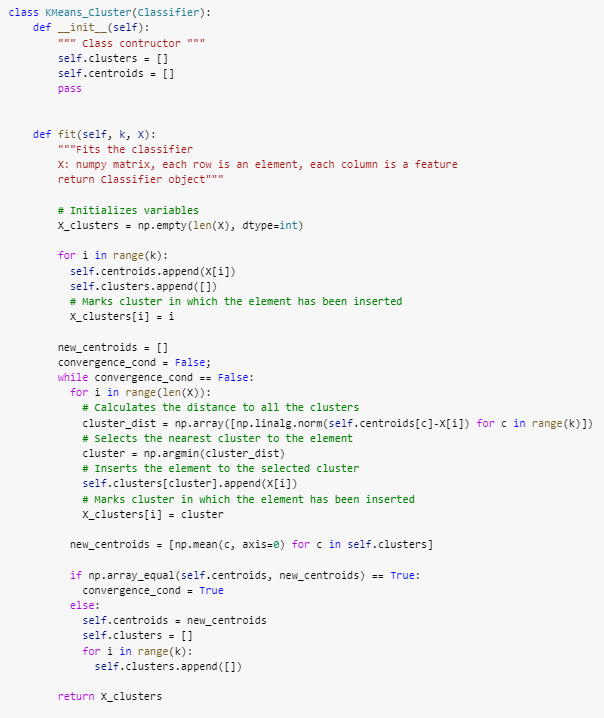 class KMeans_Cluster(Classifier):
    def __init__(self):
        """ Class contructor """
        self.clusters = []
        self.centroids = []
        pass
    def fit(self, k, X):
        """Fits the classifier
        X: numpy matrix, each row is an element, each column is a feature
        return Classifier object"""
        # Initializes variables
        X_clusters = np.empty(len(X), dtype=int)
        for i in range(k):
          self.centroids.append(X[i])
          self.clusters.append([])
          # Marks cluster in which the element has been inserted
          X_clusters[i] = i
        new_centroids = []
        convergence_cond = False;
        while convergence_cond == False:
          for i in range(len(X)):
            # Calculates the distance to all the clusters
            cluster_dist = np.array([np.linalg.norm(self.centroids[c]-X[i]) for c in range(k)])
            # Selects the nearest cluster to the element
            cluster = np.argmin(cluster_dist)
            # Inserts the element to the selected cluster
            self.clusters[cluster].append(X[i])
            # Marks cluster in which the element has been inserted
            X_clusters[i] = cluster
          new_centroids = [np.mean(c, axis=0) for c in self.clusters]
          if np.array_equal(self.centroids, new_centroids) == True:
            convergence_cond = True
          else:
            self.centroids = new_centroids
            self.clusters = []
            for i in range(k):
              self.clusters.append([])
        return X_clusters